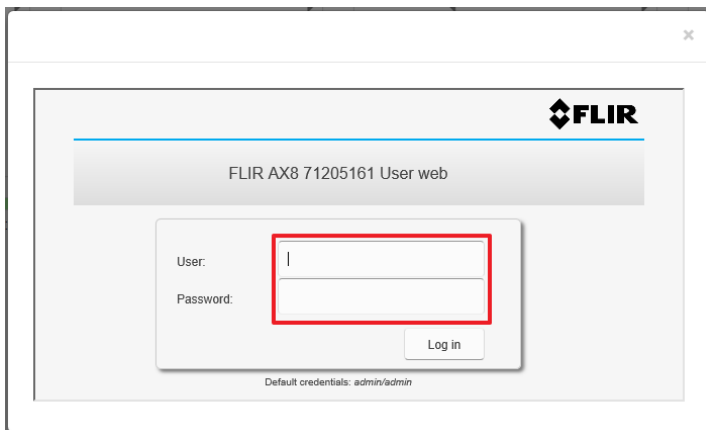 ×
FLIR
FLIR AX8 71205161 User web
User:
Password:
Log in
Default credentials: admin/admin